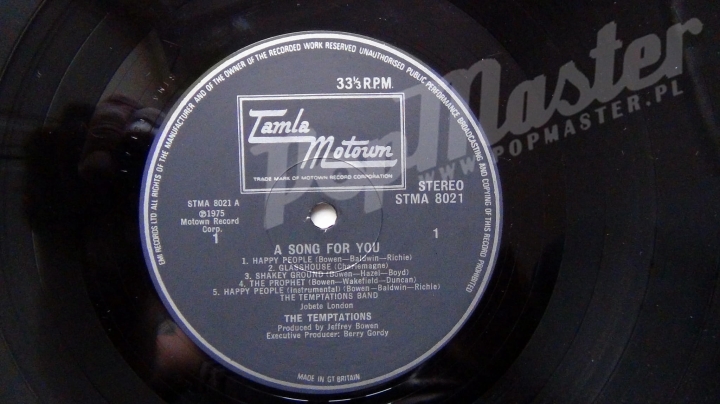 EMI RECORDS LTD ALL RIGHTS OF THE MANUFACTURER AND OF THE OWNER OF THE RECORDED WORK RESERVED UNAUTHORISED PUBLIC PERFORMANCE BROADCASTING AND COPYING OF THIS RECORD PROHIBITED
33⅓ R.P.M.
Tamla
Motown
TRADE MARK OF MOTOWN RECORD CORPORATION
STMA 8021 A
℗1975
Motown Record
Corp.
1
STEREO
STMA 8021
1
A SONG FOR YOU
1. HAPPY PEOPLE (Bowen—Baldwin—Richie)
2. GLASSHOUSE (Charlemagne)
3. SHAKEY GROUND (Bowen—Hazel—Boyd)
4. THE PROPHET (Bowen—Wakefield—Duncan)
5. HAPPY PEOPLE (instrumental) (Bowen—Baldwin—Richie)
THE TEMPTATIONS BAND
Jobete London
THE TEMPTATIONS
Produced by Jeffrey Bowen
Executive Producer: Berry Gordy
MADE IN GT BRITAIN
PopMaster
www.POPMASTER.PL